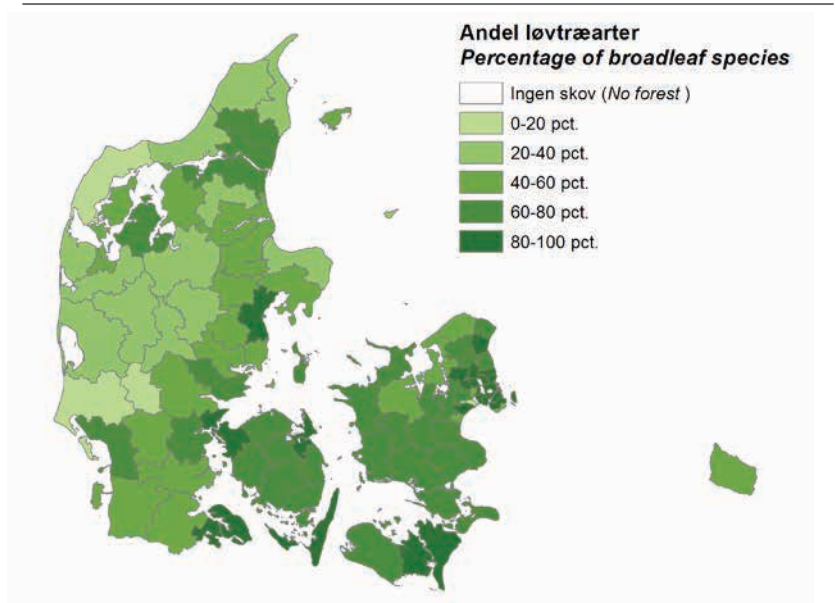 Andel løvtræarter
Percentage of broadleaf species
Ingen skov (No forest )
0-20 pct.
20-40 pct.
40-60 pct.
60-80 pct.
80-100 pct.